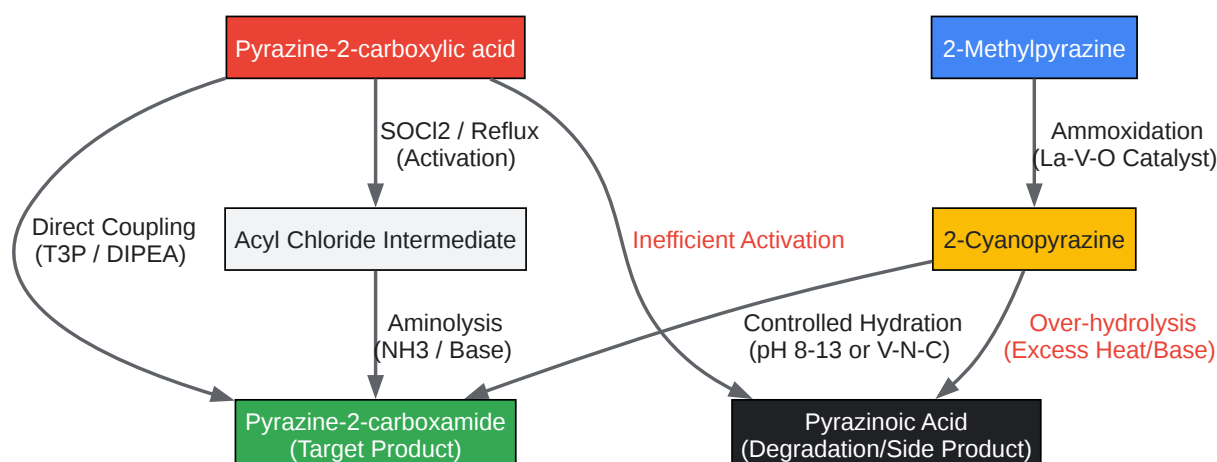 Pyrazine-2-carboxylic acid
2-Methylpyrazine
SOCl2 / Reflux
(Activation)
Ammoxidation
(La-V-O Catalyst)
Direct Coupling
(T3P / DIPEA)
Acyl Chloride Intermediate
Inefficient Activation
2-Cyanopyrazine
Aminolysis
(NH3 / Base)
Controlled Hydration
(pH 8-13 or V-N-C)
Over-hydrolysis
(Excess Heat/Base)
Pyrazine-2-carboxamide
(Target Product)
Pyrazinoic Acid
(Degradation/Side Product)